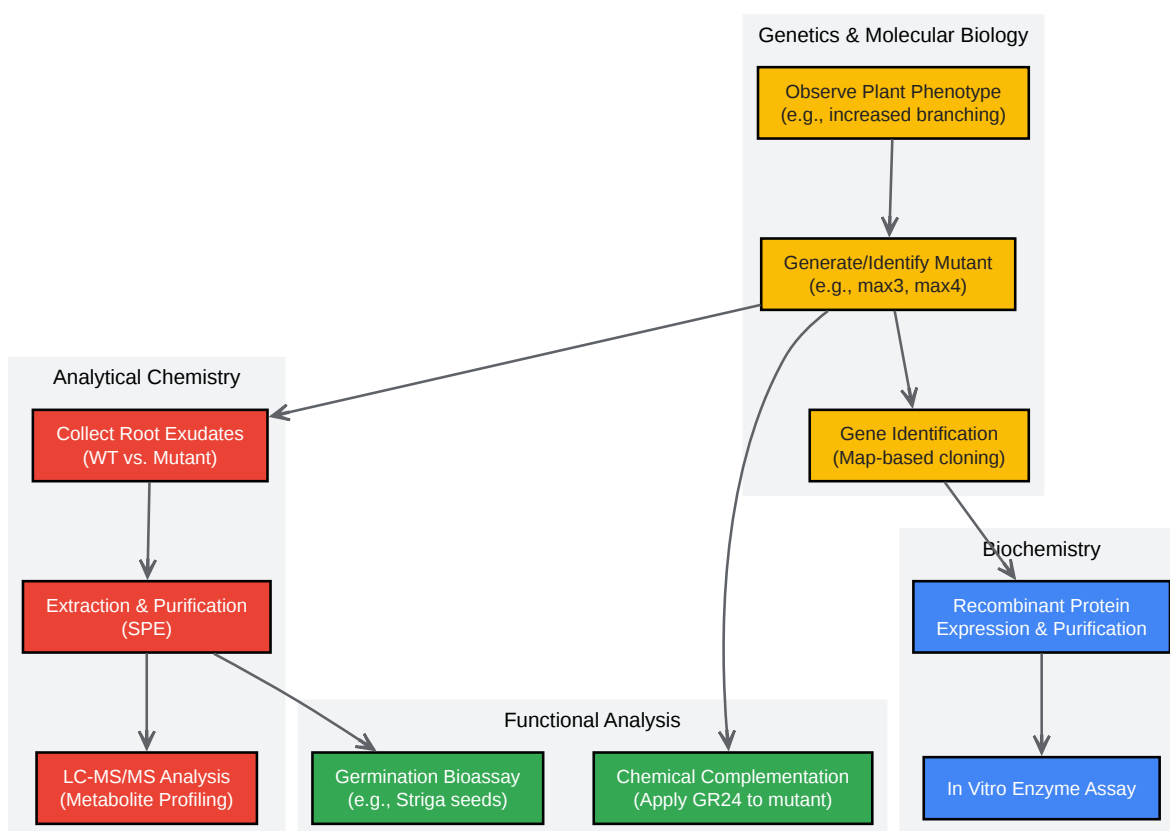 Genetics & Molecular Biology
Observe Plant Phenotype
(e.g., increased branching)
Generate/Identify Mutant
(e.g., max3, max4)
Analytical Chemistry
Collect Root Exudates
(WT vs. Mutant)
Gene Identification
(Map-based cloning)
Biochemistry
Extraction & Purification
(SPE)
Recombinant Protein
Expression & Purification
Functional Analysis
LC-MS/MS Analysis
(Metabolite Profiling)
Germination Bioassay
(e.g., Striga seeds)
Chemical Complementation
(Apply GR24 to mutant)
In Vitro Enzyme Assay